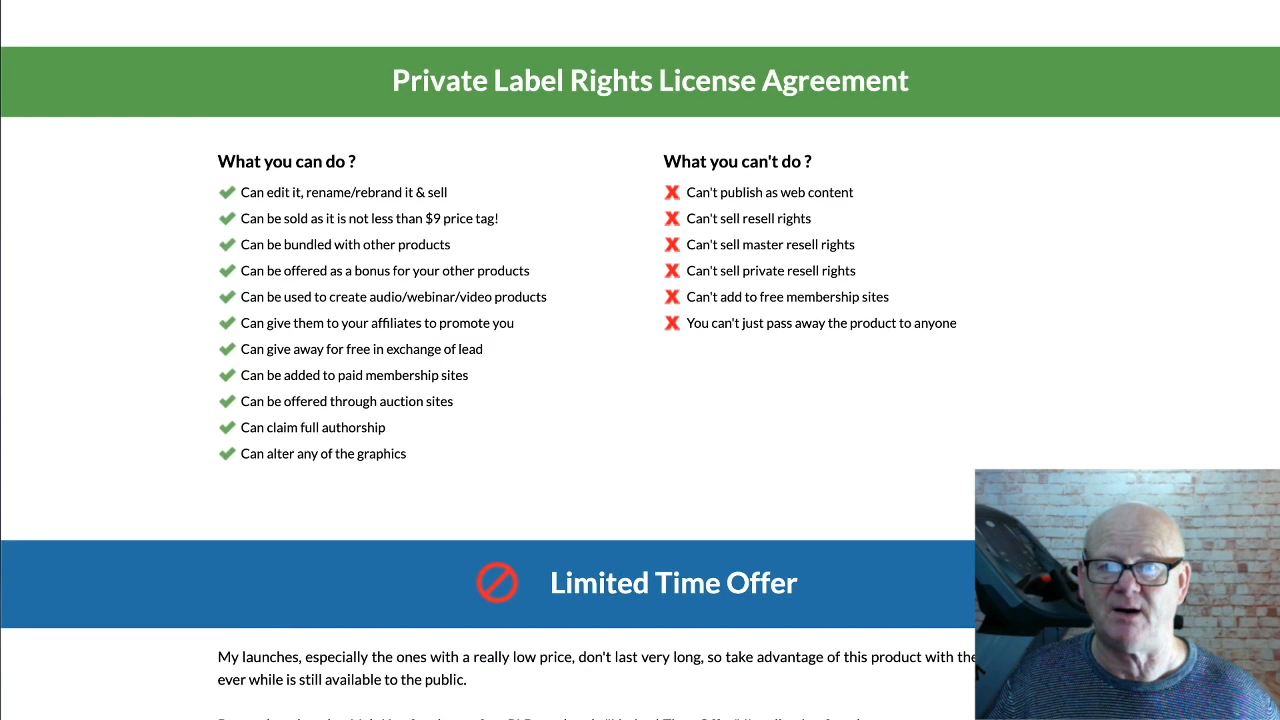 Private Label Rights License Agreement
What you can do ?
Can edit it, rename/rebrand it & sell
Can be sold as it is not less than $9 price tag!
Can be bundled with other products
Can be offered as a bonus for your other products
Can be used to create audio/webinar/video products
Can give them to your affiliates to promote you
Can give away for free in exchange of lead
Can be added to paid membership sites
Can be offered through auction sites
Can claim full authorship
Can alter any of the graphics
What you can't do ?
Can't publish as web content
Can't sell resell rights
Can't sell master resell rights
Can't sell private resell rights
Can't add to free membership sites
You can't just pass away the product to anyone
Limited Time Offer
My launches, especially the ones with a really low price, don't last very long, so take advantage of this product with the
ever while is still available to the public.